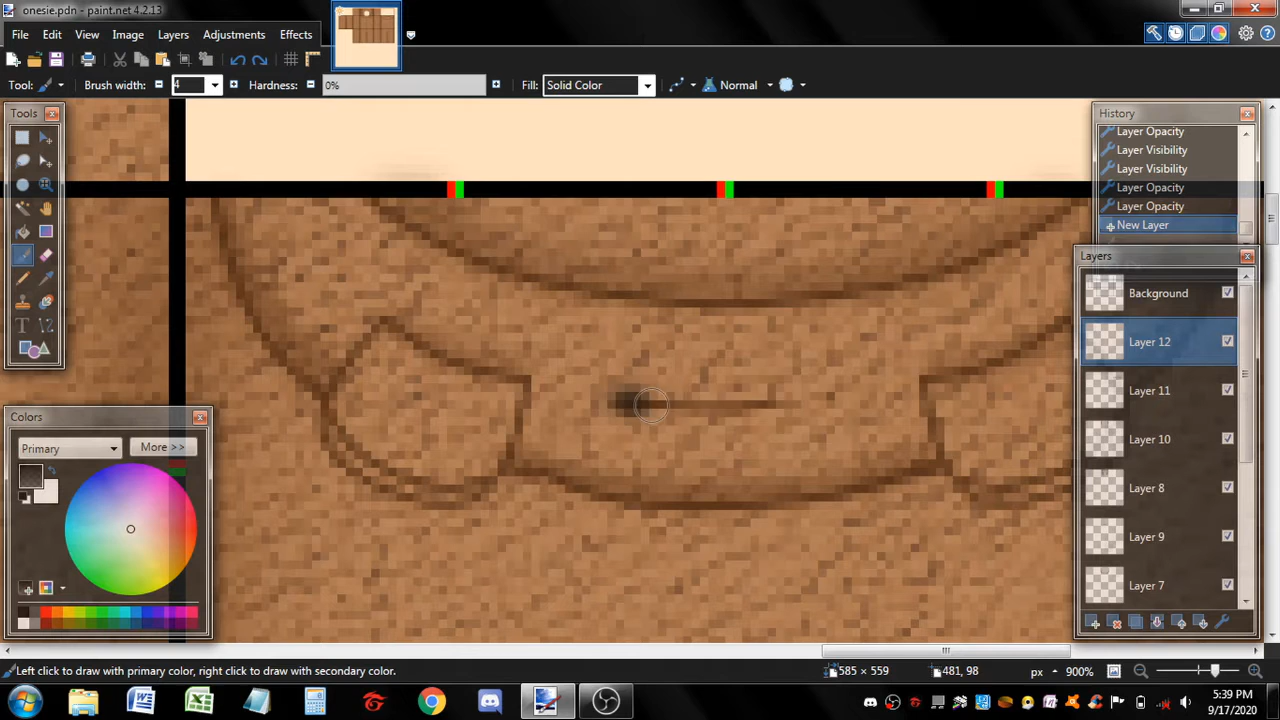 onesie.pdn - paint.net 4.2.13
File Edit View Image Layers Adjustments Effects
Tool: Brush width: 4 Hardness: 0% Fill: Solid Color Normal
Tools
History
Layer Opacity
Layer Visibility
Layer Visibility
Layer Opacity
Layer Opacity
New Layer
Layers
Background
Layer 12
Layer 11
Layer 10
Layer 8
Layer 9
Layer 7
Colors
Primary More >>
Left click to draw with primary color, right click to draw with secondary color. 585 × 559 481, 98 px 900%
5:39 PM
9/17/2020